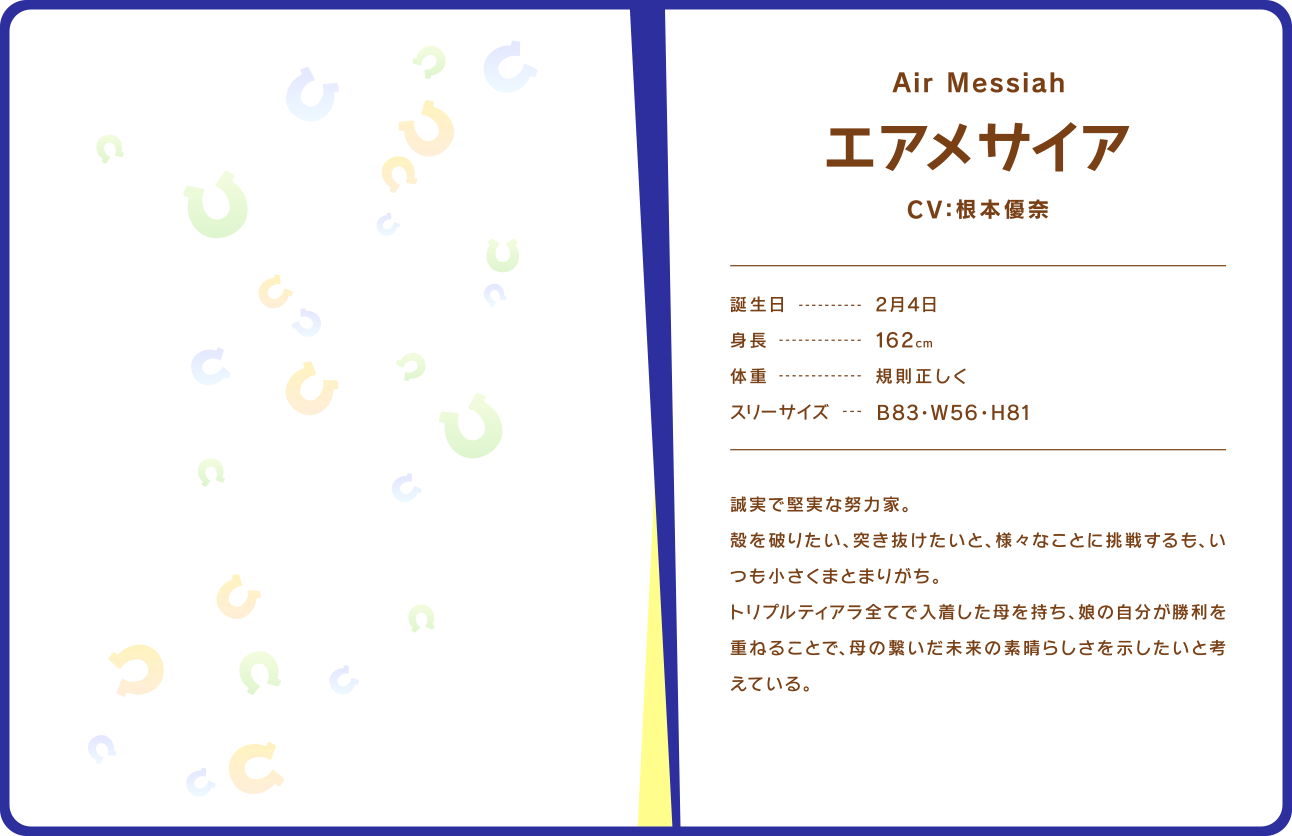 Air Messiah
エアメサイア
CV:根本優奈
誕生日 ---------- 2月4日
身長 ------------- 162cm
体重 ------------- 規則正しく
スリーサイズ --- B83・W56・H81
誠実で堅実な努力家。
殻を破りたい、突き抜けたいと、様々なことに挑戦するも、い
つも小さくまとまりがち。
トリプルティアラ全てで入着した母を持ち、娘の自分が勝利を
重ねることで、母の繋いだ未来の素晴らしさを示したいと考
えている。